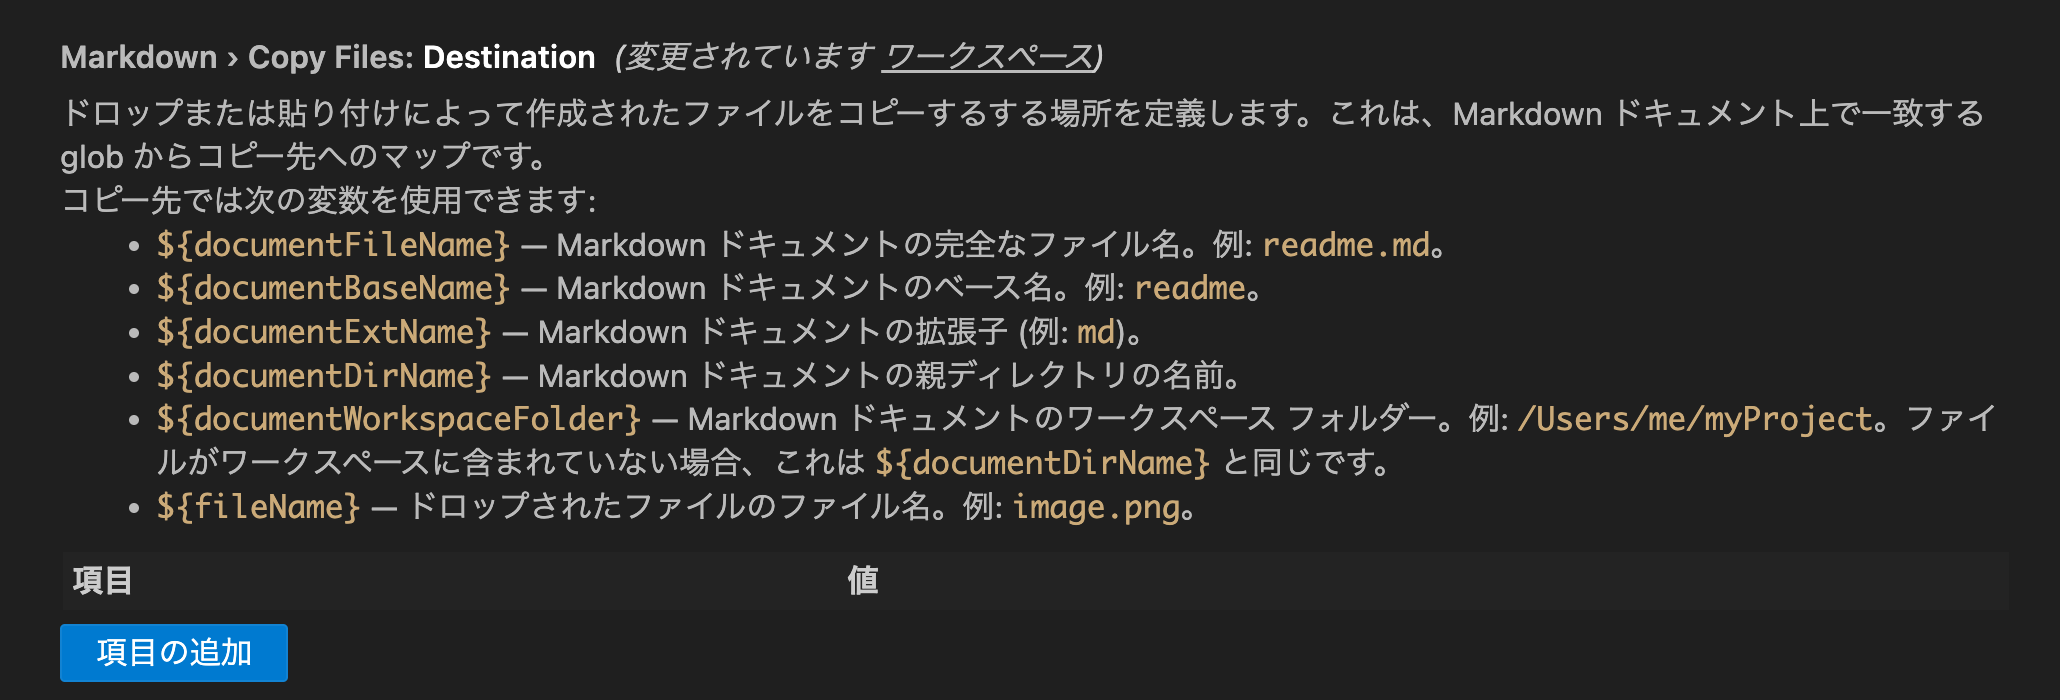 Markdown › Copy Files: Destination (変更されています ワークスペース)
ドロップまたは貼り付けによって作成されたファイルをコピーするする場所を定義します。これは、Markdown ドキュメント上で一致する
glob からコピー先へのマップです。
コピー先では次の変数を使用できます:
• ${documentFileName} — Markdown ドキュメントの完全なファイル名。例: readme.md。
• ${documentBaseName} — Markdown ドキュメントのベース名。例: readme。
• ${documentExtName} — Markdown ドキュメントの拡張子 (例: md)。
• ${documentDirName} — Markdown ドキュメントの親ディレクトリの名前。
• ${documentWorkspaceFolder} — Markdown ドキュメントのワークスペース フォルダー。例: /Users/me/myProject。ファイ
ルがワークスペースに含まれていない場合、これは ${documentDirName} と同じです。
• ${fileName} — ドロップされたファイルのファイル名。例: image.png。
項目 値
項目の追加